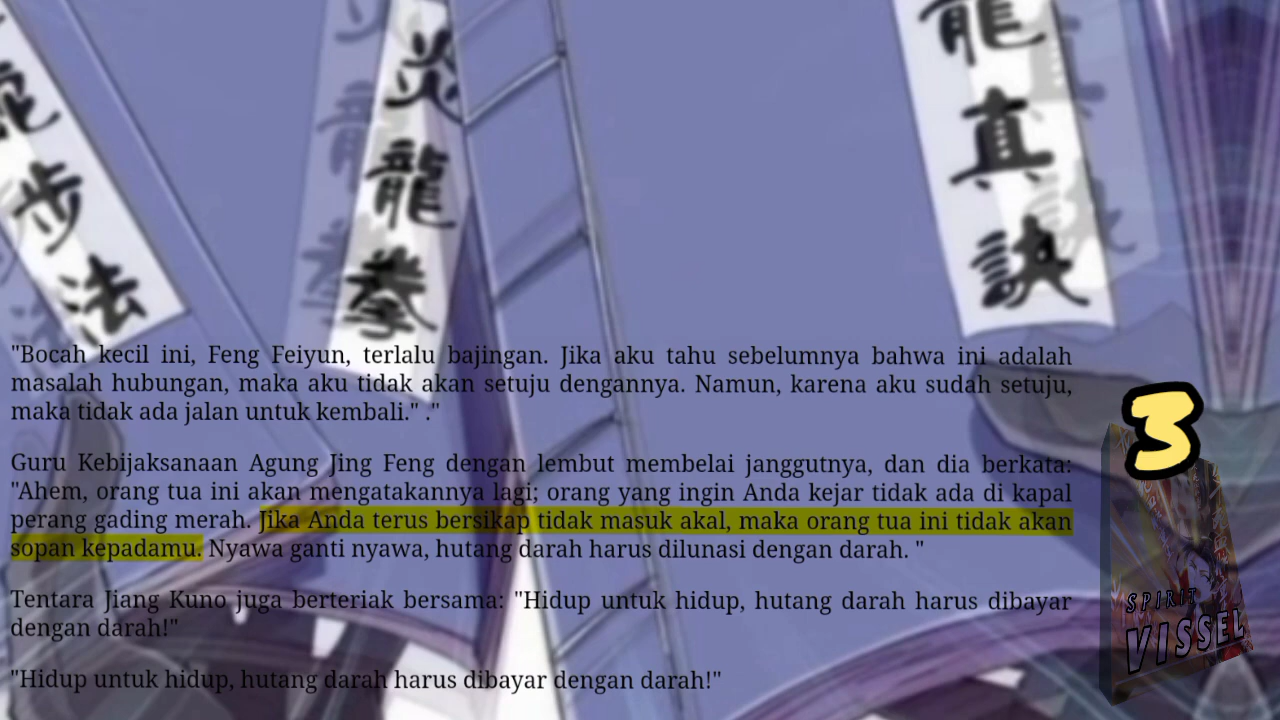 蛇步法
炎龍拳
龍真訣
"Bocah kecil ini, Feng Feiyun, terlalu bajingan. Jika aku tahu sebelumnya bahwa ini adalah
masalah hubungan, maka aku tidak akan setuju dengannya. Namun, karena aku sudah setuju,
maka tidak ada jalan untuk kembali." ."
Guru Kebijaksanaan Agung Jing Feng dengan lembut membelai janggutnya, dan dia berkata:
"Ahem, orang tua ini akan mengatakannya lagi; orang yang ingin Anda kejar tidak ada di kapal
perang gading merah. Jika Anda terus bersikap tidak masuk akal, maka orang tua ini tidak akan
sopan kepadamu. Nyawa ganti nyawa, hutang darah harus dilunasi dengan darah. "
Tentara Jiang Kuno juga berteriak bersama: "Hidup untuk hidup, hutang darah harus dibayar
dengan darah!"
"Hidup untuk hidup, hutang darah harus dibayar dengan darah!"
3
SPIRIT
VISSEL